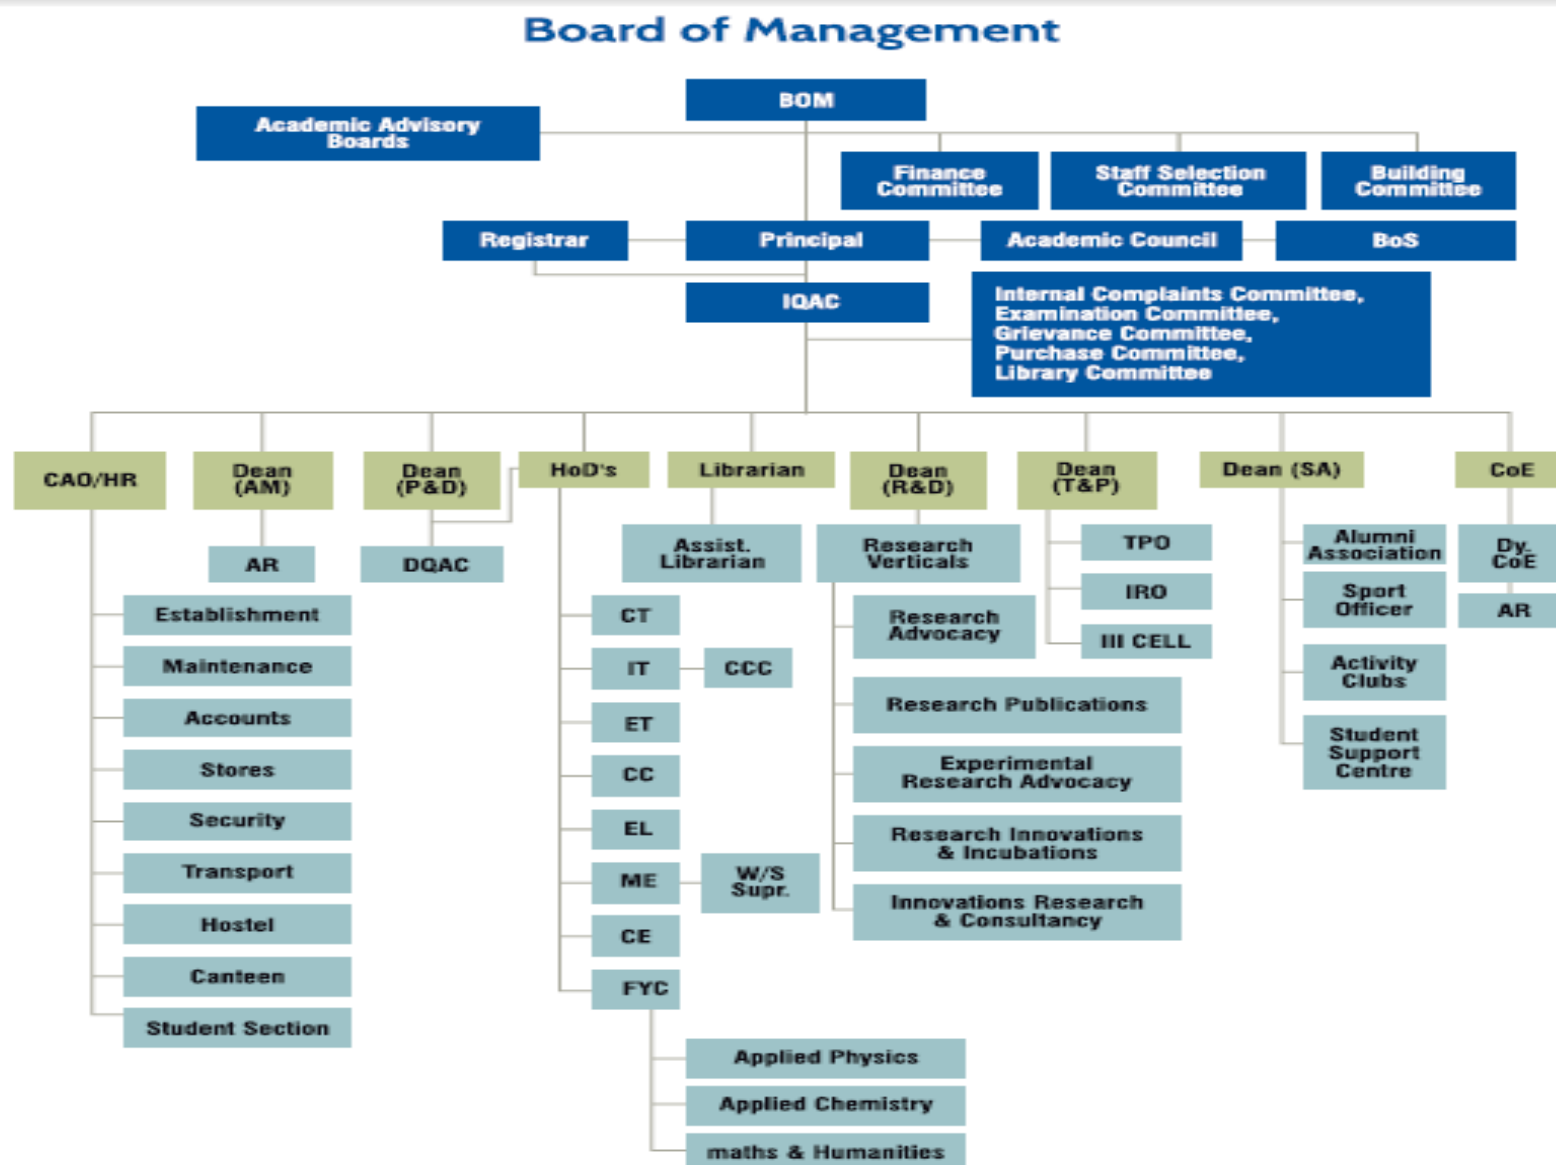 Board of Management
BOM
Academic Advisory
Boards
Finance
Committee
Staff Selection
Committee
Building
Committee
Registrar
Principal
Academic Council
BoS
IQAC
Internal Complaints Committee,
Examination Committee,
Grievance Committee,
Purchase Committee,
Library Committee
CAO/HR
Dean
(AM)
Dean
(P&D)
HoD's
Librarian
Dean
(R&D)
Dean
(T&P)
Dean (SA)
CoE
AR
DQAC
Assist.
Librarian
Research
Verticals
TPO
IRO
III CELL
Alumni
Association
Sport
Officer
Activity
Clubs
Student
Support
Centre
Dy.
CoE
AR
Establishment
Maintenance
Accounts
Stores
Security
Transport
Hostel
Canteen
Student Section
CT
IT
CCC
ET
CC
EL
ME
W/S
Supr.
CE
FYC
Research
Advocacy
Research Publications
Experimental
Research Advocacy
Research Innovations
& Incubations
Innovations Research
& Consultancy
Applied Physics
Applied Chemistry
maths & Humanities